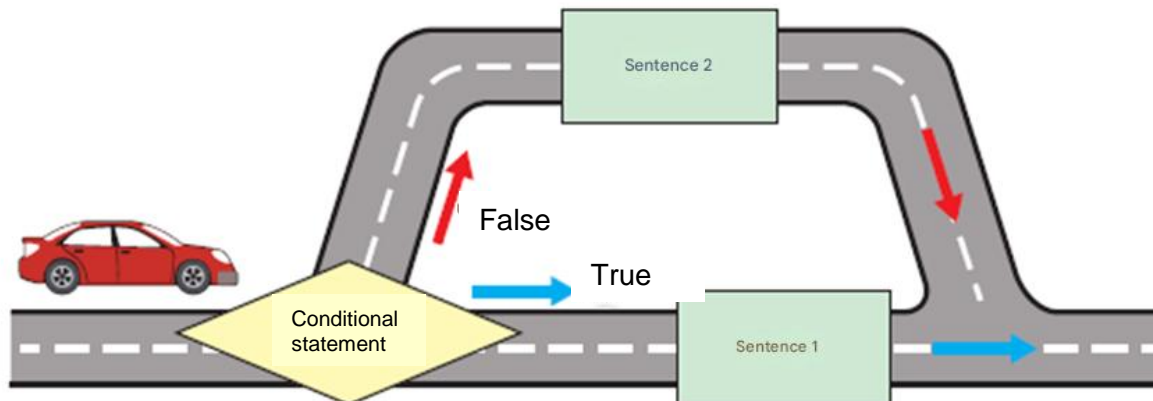 Sentence 2
False
True
Conditional
statement
Sentence 1